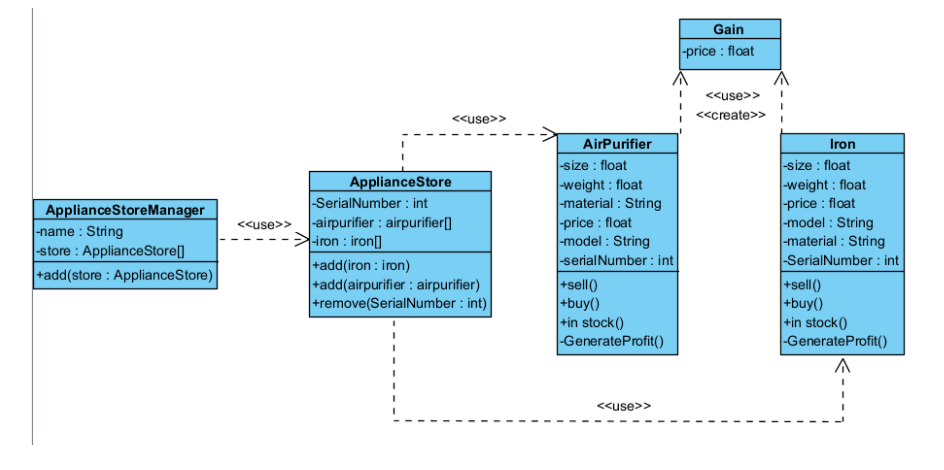 Gain
-price : float
<<use>>
<<create>>
<<use>>
AirPurifier
-size : float
-weight : float
-material : String
-price : float
-model : String
-serialNumber : int
+sell()
+buy()
+in stock()
-GenerateProfit()
Iron
-size : float
-weight : float
-price : float
-model : String
-material : String
-SerialNumber : int
+sell()
+buy()
+in stock()
-GenerateProfit()
ApplianceStore
-SerialNumber : int
-airpurifier : airpurifier[]
-iron : iron[]
+add(iron : iron)
+add(airpurifier : airpurifier)
+remove(SerialNumber : int)
ApplianceStoreManager
-name : String
-store : ApplianceStore[]
+add(store : ApplianceStore)
<<use>>
<<use>>